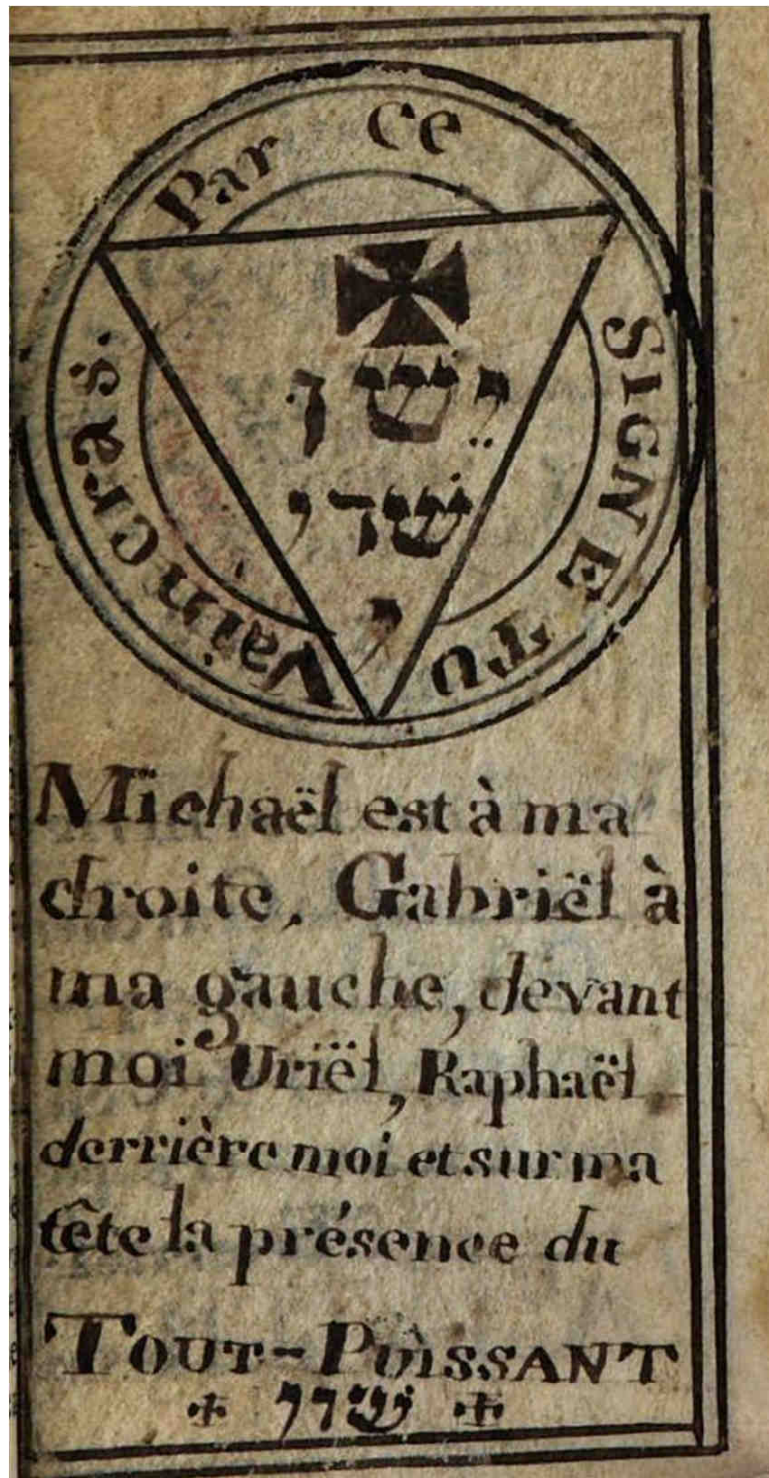 Par ce SIGNE TU Vaincras.
✠
שדי
י
Michaël est à ma
droite, Gabriël à
ma gauche, devant
moi Uriël, Raphaël
derrière moi et sur ma
tête la présence du
TOUT-PUISSANT
✠ שדי ✠